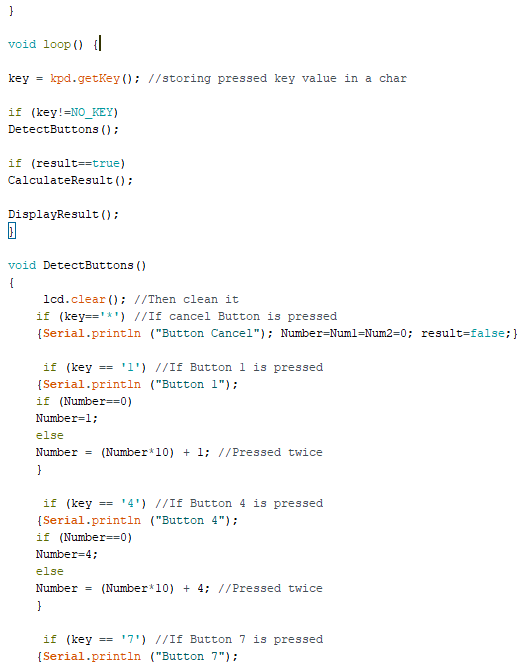 }
void loop() {
key = kpd.getKey(); //storing pressed key value in a char
if (key!=NO_KEY)
DetectButtons();
if (result==true)
CalculateResult();
DisplayResult();
}
void DetectButtons()
{
lcd.clear(); //Then clean it
if (key=='*') //If cancel Button is pressed
{Serial.println ("Button Cancel"); Number=Num1=Num2=0; result=false;}
if (key == '1') //If Button 1 is pressed
{Serial.println ("Button 1");
if (Number==0)
Number=1;
else
Number = (Number*10) + 1; //Pressed twice
}
if (key == '4') //If Button 4 is pressed
{Serial.println ("Button 4");
if (Number==0)
Number=4;
else
Number = (Number*10) + 4; //Pressed twice
}
if (key == '7') //If Button 7 is pressed
{Serial.println ("Button 7");